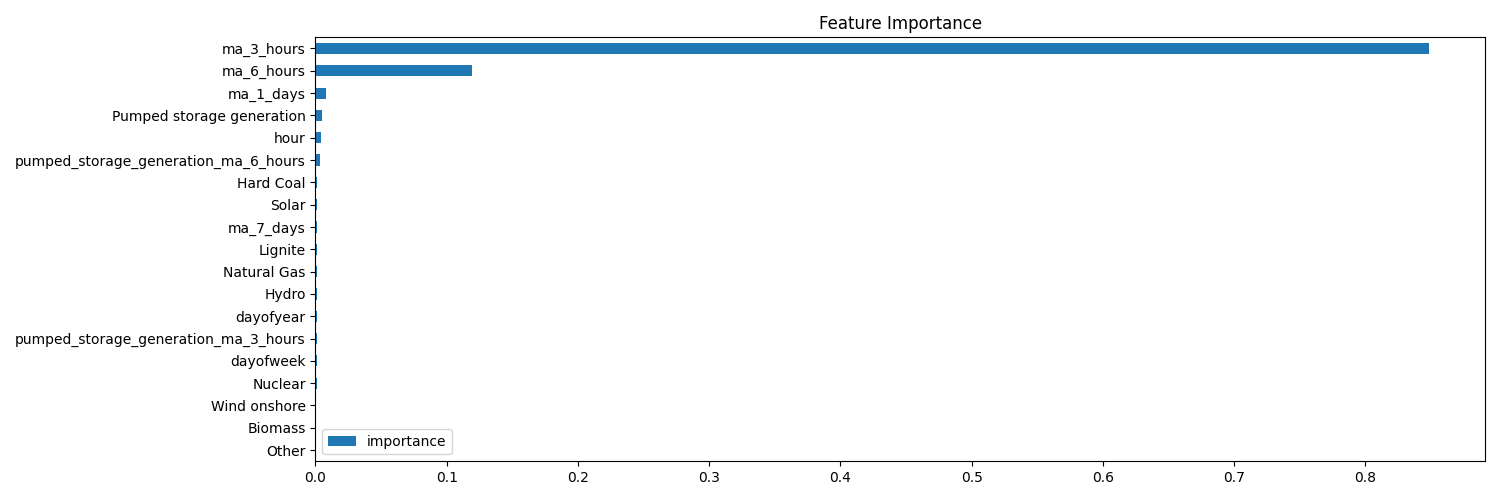 Feature Importance
ma_3_hours
ma_6_hours
ma_1_days
Pumped storage generation
hour
pumped_storage_generation_ma_6_hours
Hard Coal
Solar
ma_7_days
Lignite
Natural Gas
Hydro
dayofyear
pumped_storage_generation_ma_3_hours
dayofweek
Nuclear
Wind onshore
Biomass
Other
importance
0.0 0.1 0.2 0.3 0.4 0.5 0.6 0.7 0.8